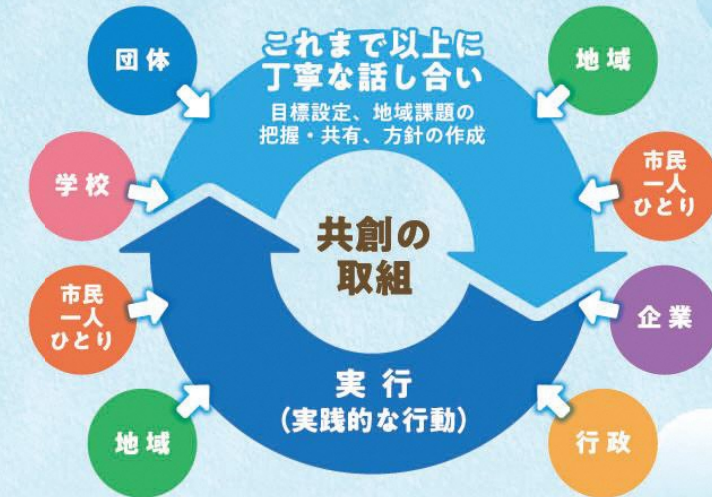 団体
これまで以上に
丁寧な話し合い
目標設定、地域課題の
把握・共有、方針の作成
地域
学校
市民
一人
ひとり
共創の
取組
市民
一人
ひとり
企業
実行
(実践的な行動)
地域
行政